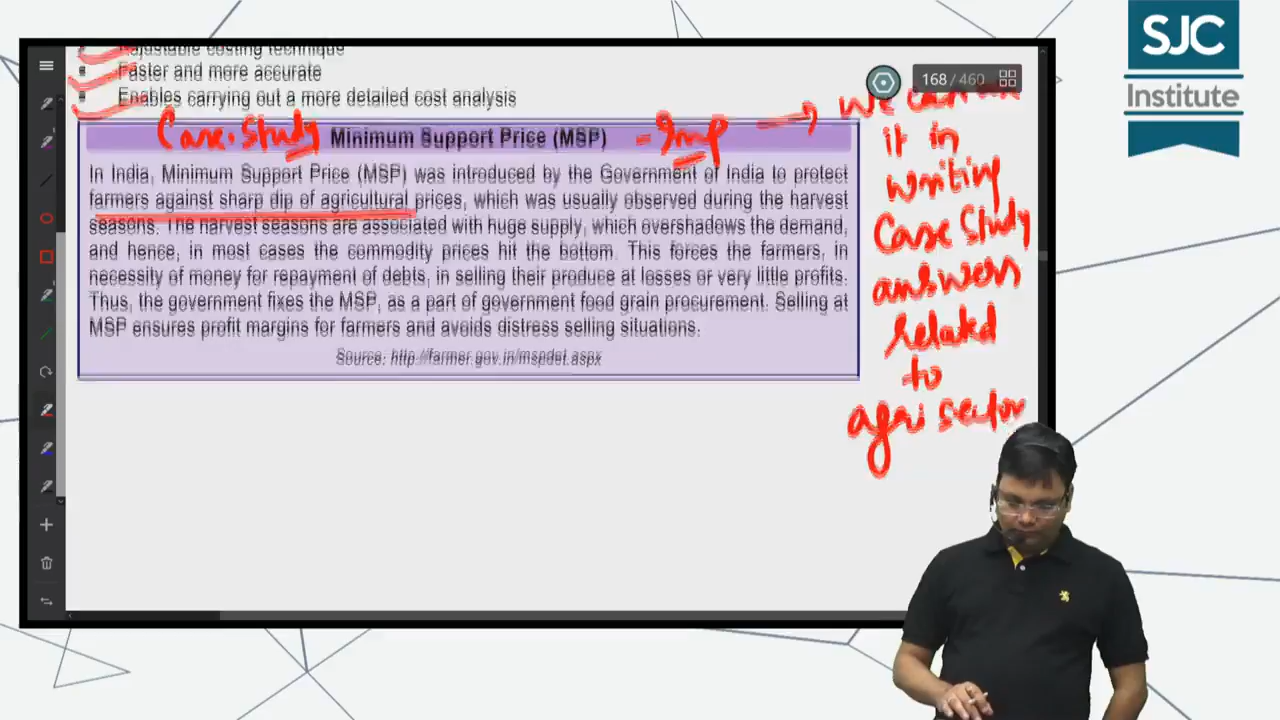 SJC
Institute
Adjustable costing technique
Faster and more accurate
Enables carrying out a more detailed cost analysis
168 / 460
Case Study Minimum Support Price (MSP) - Imp
In India, Minimum Support Price (MSP) was introduced by the Government of India to protect
farmers against sharp dip of agricultural prices, which was usually observed during the harvest
seasons. The harvest seasons are associated with huge supply, which overshadows the demand,
and hence, in most cases the commodity prices hit the bottom. This forces the farmers, in
necessity of money for repayment of debts, in selling their produce at losses or very little profits.
Thus, the government fixes the MSP, as a part of government food grain procurement. Selling at
MSP ensures profit margins for farmers and avoids distress selling situations.
Source: http://farmer.gov.in/mspdet.aspx
We can
it in
writing
Case Study
answers
related
to
agri sector